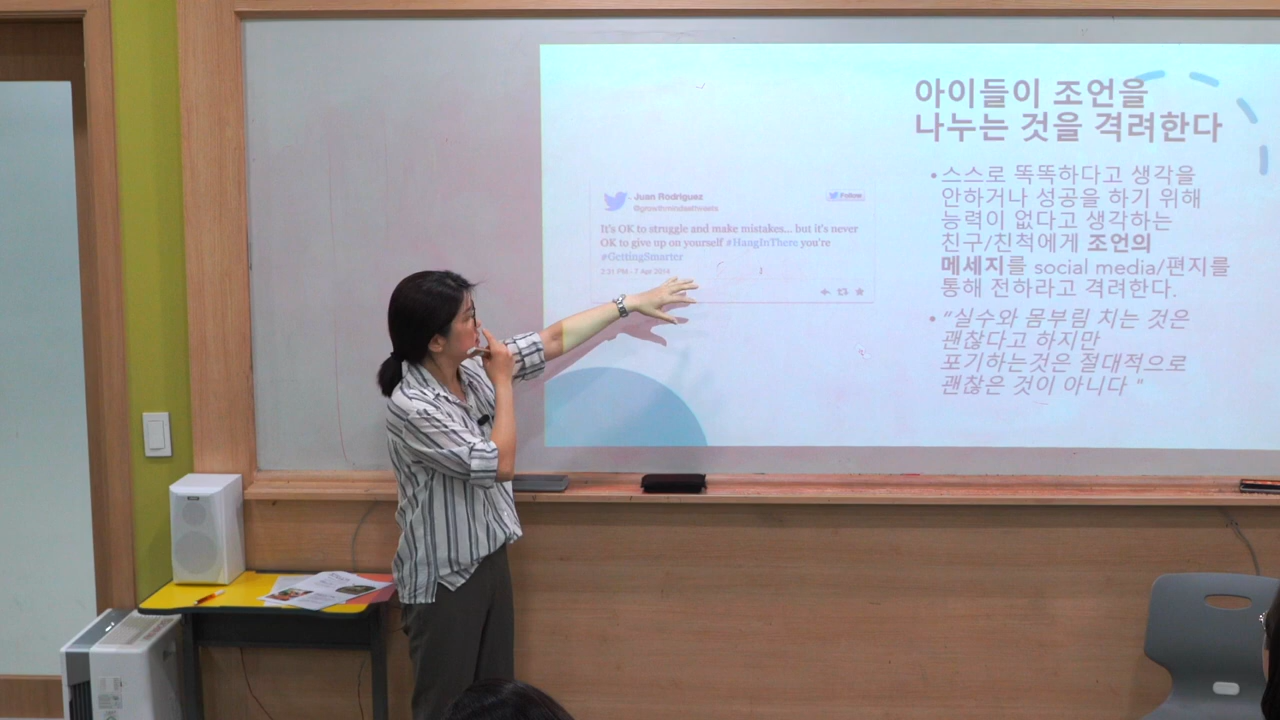 아이들이 조언을
나누는 것을 격려한다
Juan Rodriguez
Follow
@growthmindsettweets
It's OK to struggle and make mistakes... but it's never
OK to give up on yourself #HangInThere you're
#GettingSmarter
2:31 PM - 7 Apr 2014
•스스로 똑똑하다고 생각을
안하거나 성공을 하기 위해
능력이 없다고 생각하는
친구/친척에게 조언의
메세지를 social media/편지를
통해 전하라고 격려한다.
• "실수와 몸부림 치는 것은
괜찮다고 하지만
포기하는것은 절대적으로
괜찮은 것이 아니다 "